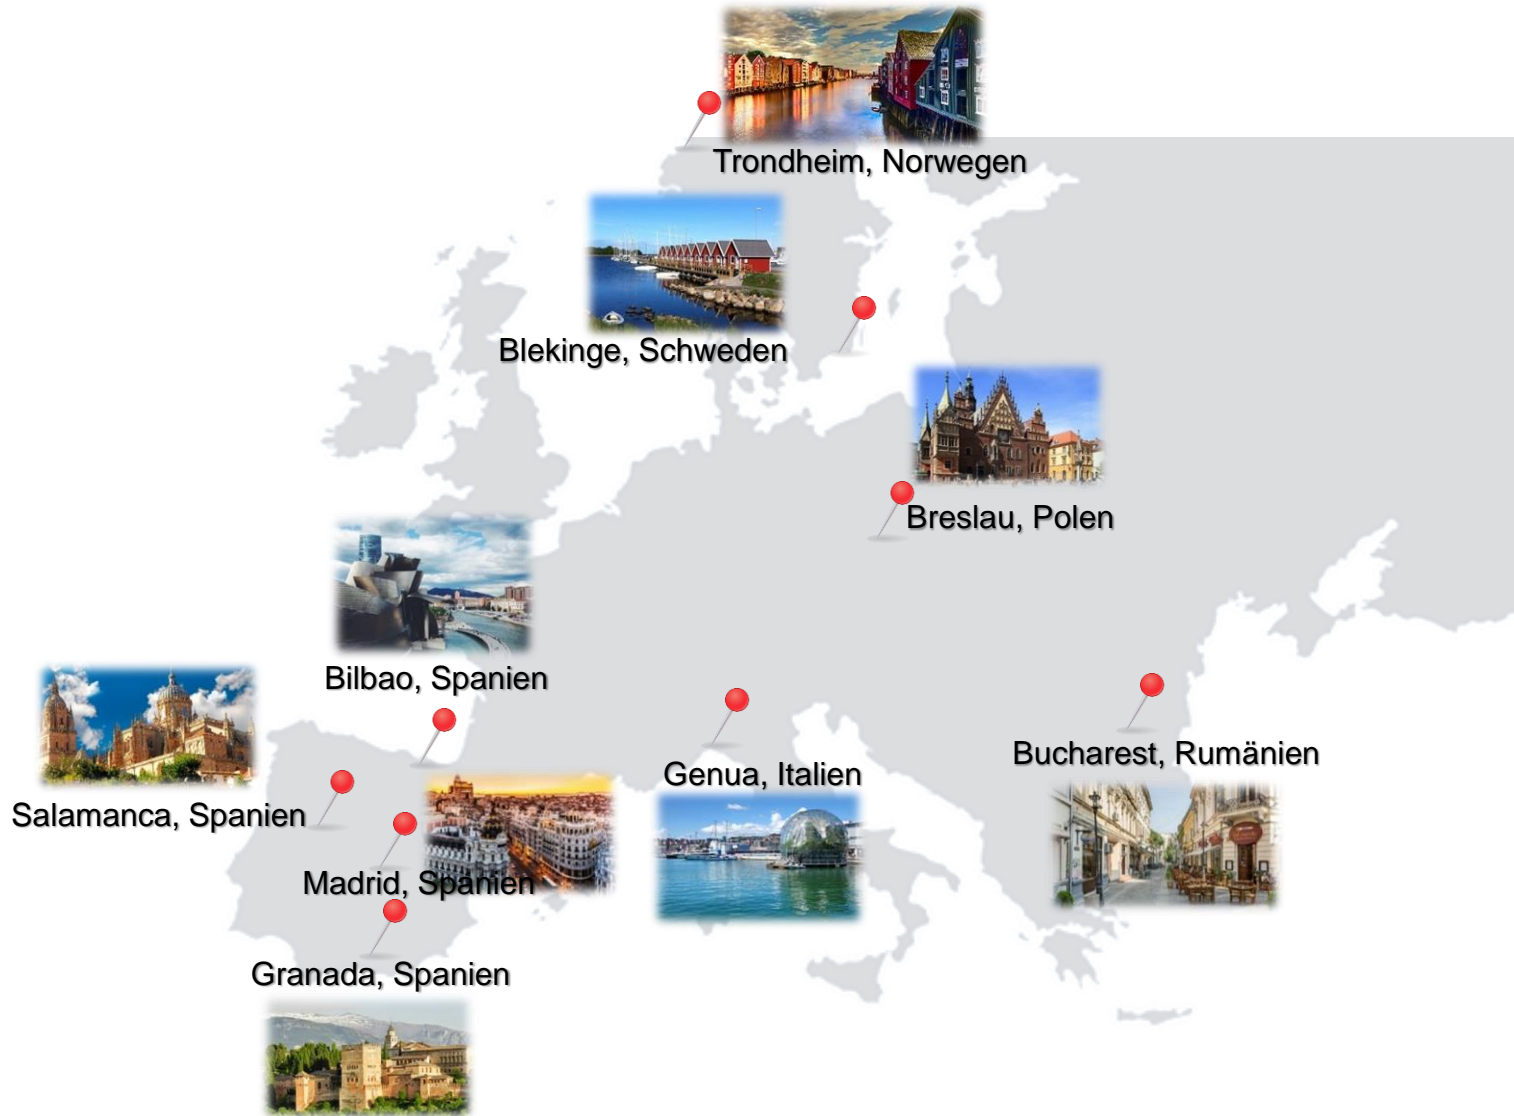 Trondheim, Norwegen
Blekinge, Schweden
Breslau, Polen
Bilbao, Spanien
Bucharest, Rumänien
Genua, Italien
Salamanca, Spanien
Madrid, Spanien
Granada, Spanien